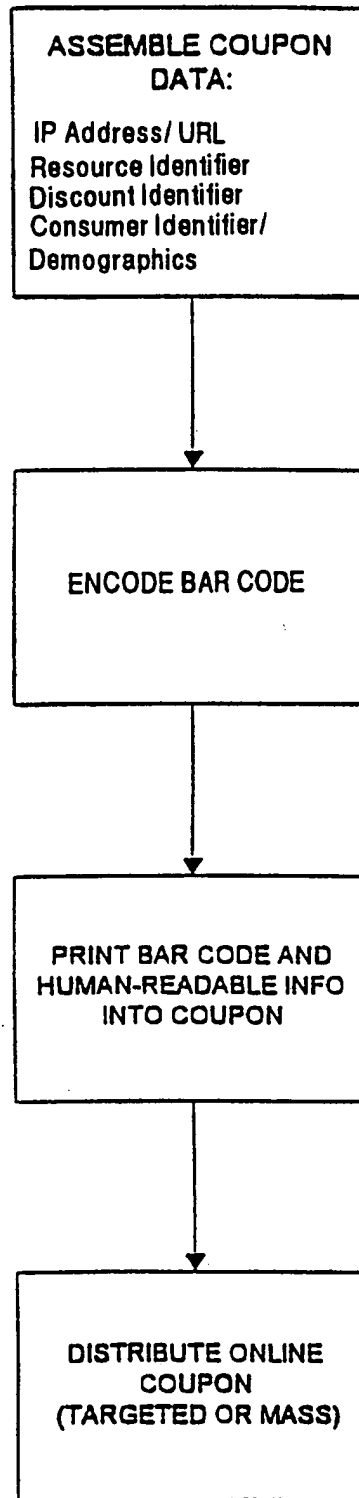 ASSEMBLE COUPON
DATA:
IP Address/ URL
Resource Identifier
Discount Identifier
Consumer Identifier/
Demographics
ENCODE BAR CODE
PRINT BAR CODE AND
HUMAN-READABLE INFO
INTO COUPON
DISTRIBUTE ONLINE
COUPON
(TARGETED OR MASS)